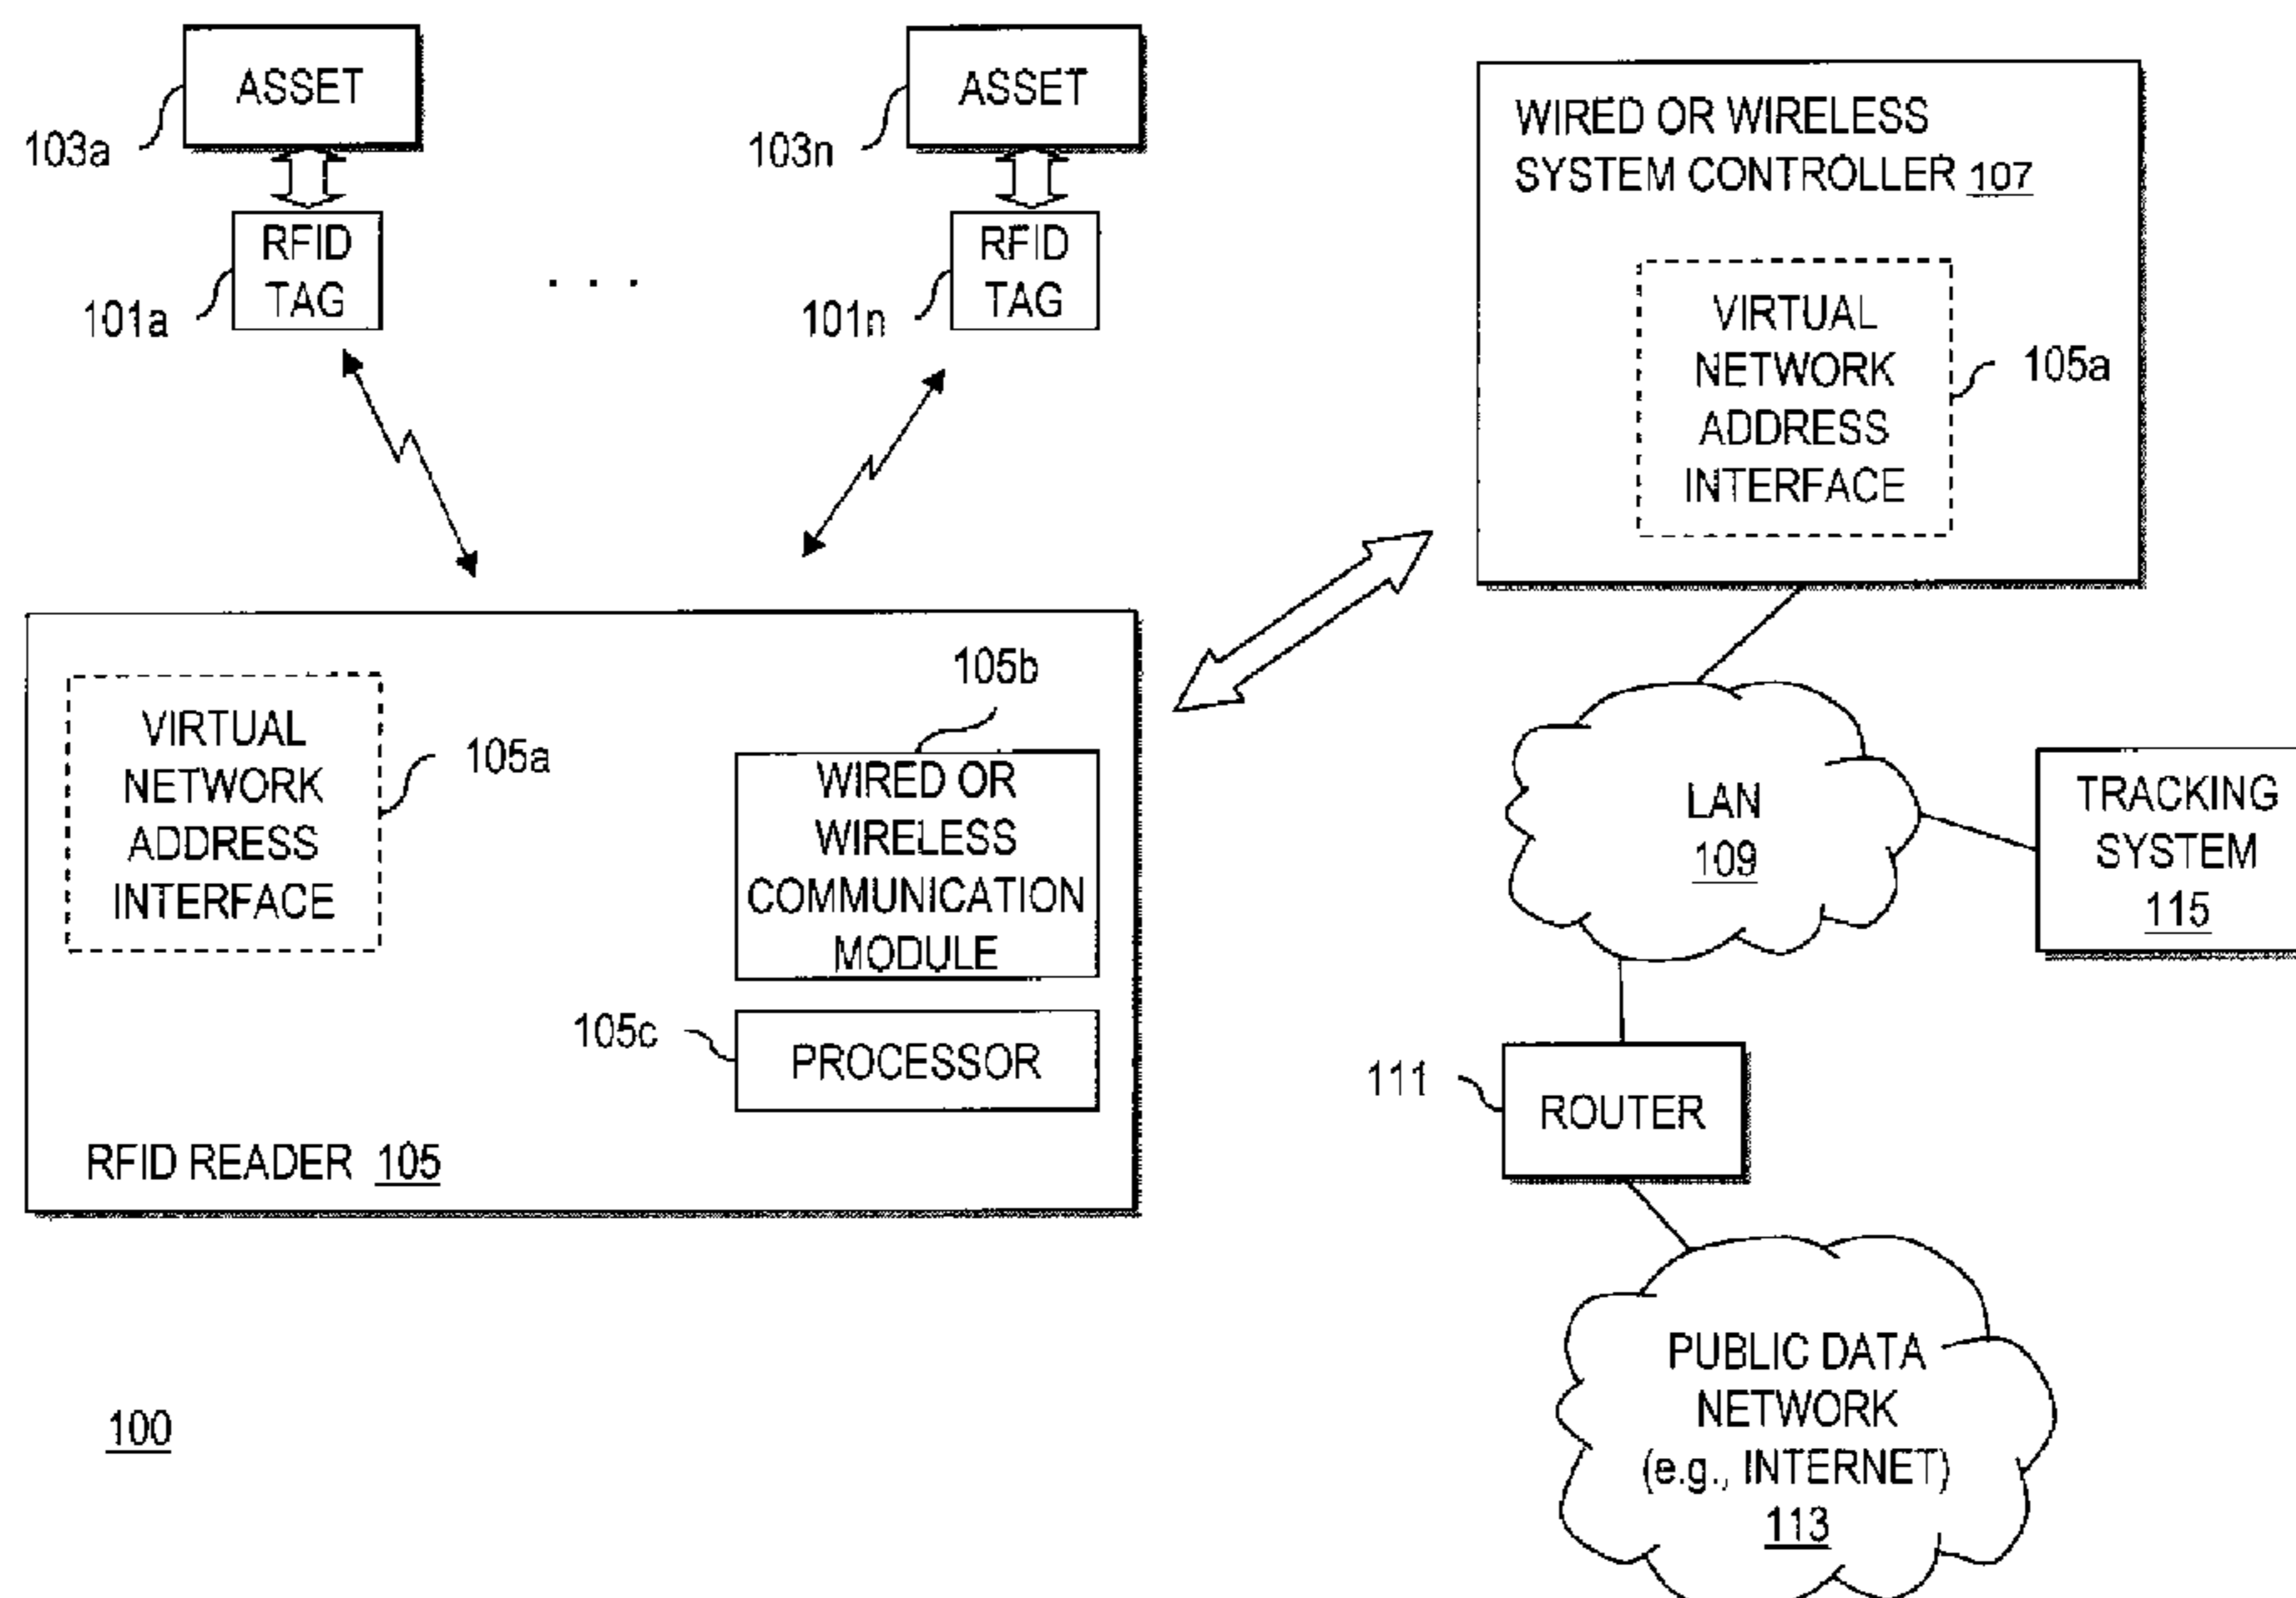 ASSET
103a
RFID
TAG
101a
. . .
ASSET
103n
RFID
TAG
101n
WIRED OR WIRELESS
SYSTEM CONTROLLER 107
VIRTUAL
NETWORK
ADDRESS
INTERFACE
105a
VIRTUAL
NETWORK
ADDRESS
INTERFACE
105a
105b
WIRED OR
WIRELESS
COMMUNICATION
MODULE
105c
PROCESSOR
RFID READER 105
LAN
109
TRACKING
SYSTEM
115
111
ROUTER
PUBLIC DATA
NETWORK
(e.g., INTERNET)
113
100